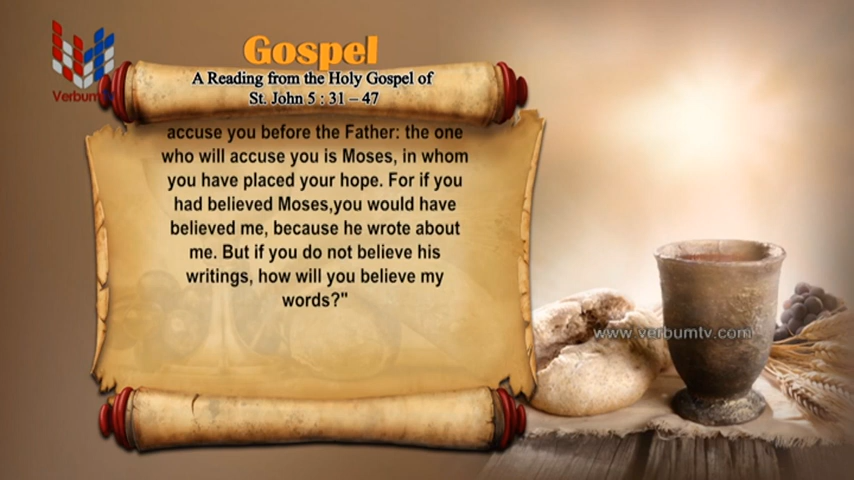 Gospel
A Reading from the Holy Gospel of
St. John 5 : 31 – 47
VerbumTV
accuse you before the Father: the one
who will accuse you is Moses, in whom
you have placed your hope. For if you
had believed Moses,you would have
believed me, because he wrote about
me. But if you do not believe his
writings, how will you believe my
words?"
www.verbumtv.com